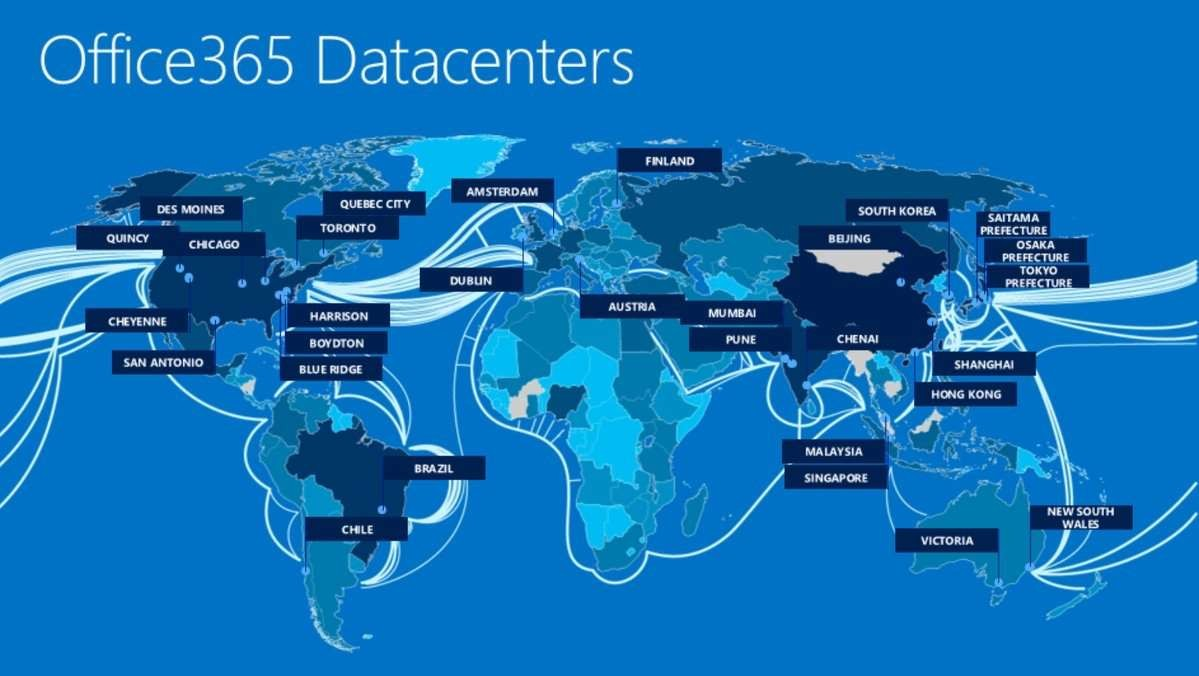 Office365 Datacenters
FINLAND
AMSTERDAM
QUEBEC CITY
DES MOINES
SOUTH KOREA
SAITAMA
PREFECTURE
TORONTO
QUINCY
CHICAGO
BEIJING
OSAKA
PREFECTURE
TOKYO
PREFECTURE
DUBLIN
AUSTRIA
MUMBAI
HARRISON
CHEYENNE
PUNE
CHENAI
BOYDTON
SAN ANTONIO
BLUE RIDGE
SHANGHAI
HONG KONG
MALAYSIA
BRAZIL
SINGAPORE
NEW SOUTH
WALES
CHILE
VICTORIA